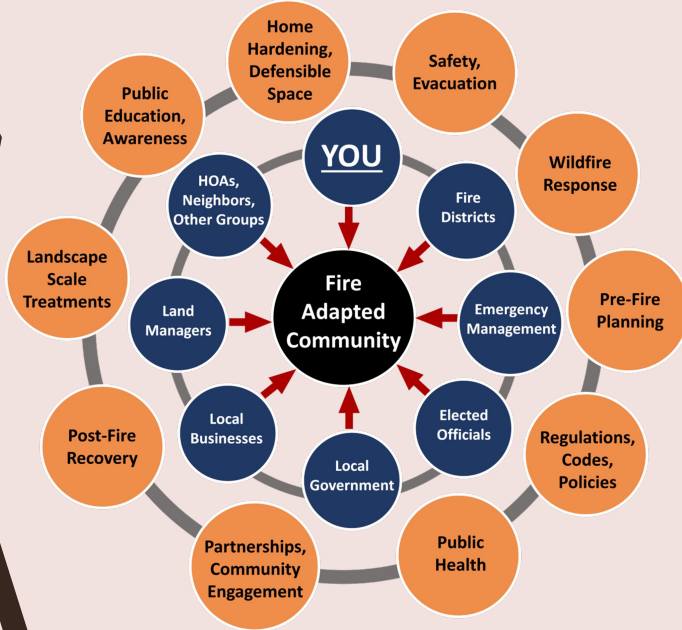 Home
Hardening,
Defensible
Space
Safety,
Evacuation
Wildfire
Response
Pre-Fire
Planning
Regulations,
Codes,
Policies
Public
Health
Partnerships,
Community
Engagement
Post-Fire
Recovery
Landscape
Scale
Treatments
Public
Education,
Awareness
YOU
Fire
Districts
Emergency
Management
Elected
Officials
Local
Government
Local
Businesses
Land
Managers
HOAs,
Neighbors,
Other Groups
Fire
Adapted
Community